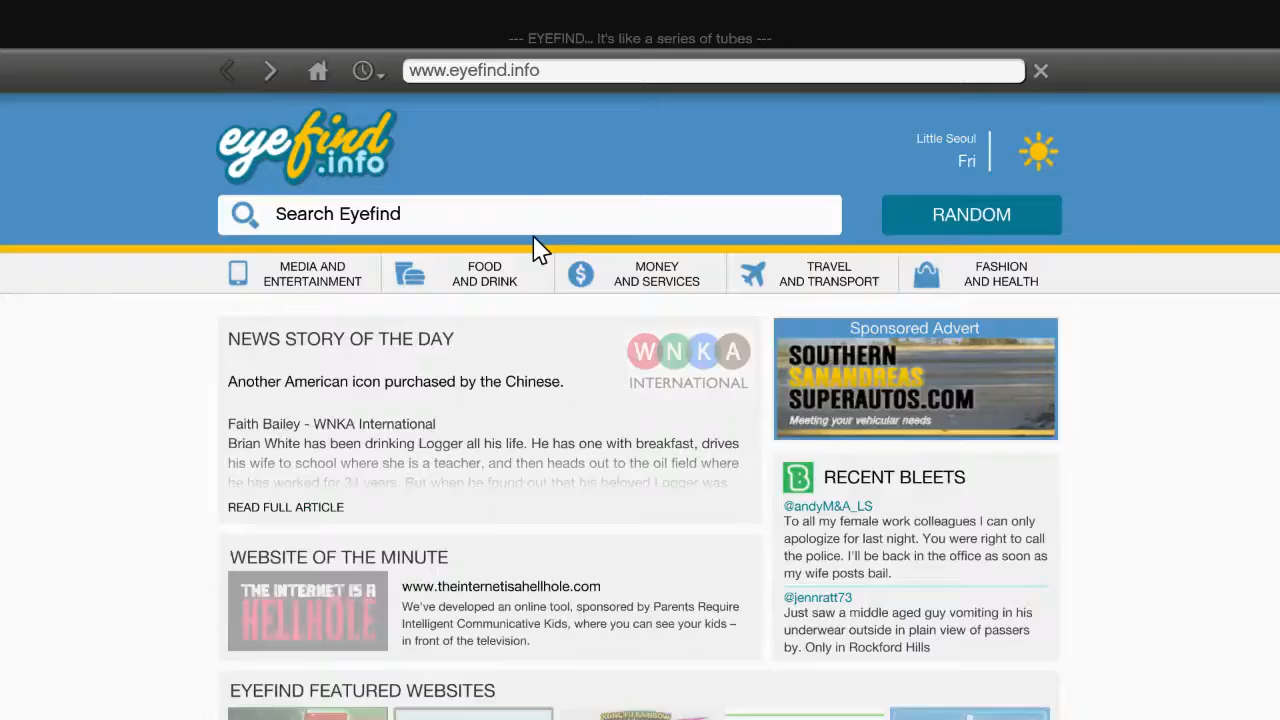 --- EYEFIND... It's like a series of tubes ---
www.eyefind.info
eyefind
.info
Little Seoul
Fri
Search Eyefind
RANDOM
MEDIA AND
ENTERTAINMENT
FOOD
AND DRINK
MONEY
AND SERVICES
TRAVEL
AND TRANSPORT
FASHION
AND HEALTH
NEWS STORY OF THE DAY
WNKA
INTERNATIONAL
Another American icon purchased by the Chinese.
Faith Bailey - WNKA International
Brian White has been drinking Logger all his life. He has one with breakfast, drives
his wife to school where she is a teacher, and then heads out to the oil field where
he has worked for 34 years. But when he found out that his beloved Logger was
READ FULL ARTICLE
Sponsored Advert
SOUTHERN
SANANDREAS
SUPERAUTOS.COM
Meeting your vehicular needs
RECENT BLEETS
@andyM&A_LS
To all my female work colleagues I can only
apologize for last night. You were right to call
the police. I'll be back in the office as soon as
my wife posts bail.
@jennratt73
Just saw a middle aged guy vomiting in his
underwear outside in plain view of passers
by. Only in Rockford Hills
WEBSITE OF THE MINUTE
THE INTERNET IS A
HELLHOLE
www.theinternetisahellhole.com
We've developed an online tool, sponsored by Parents Require
Intelligent Communicative Kids, where you can see your kids –
in front of the television.
EYEFIND FEATURED WEBSITES
KUNG FU RAINBOW